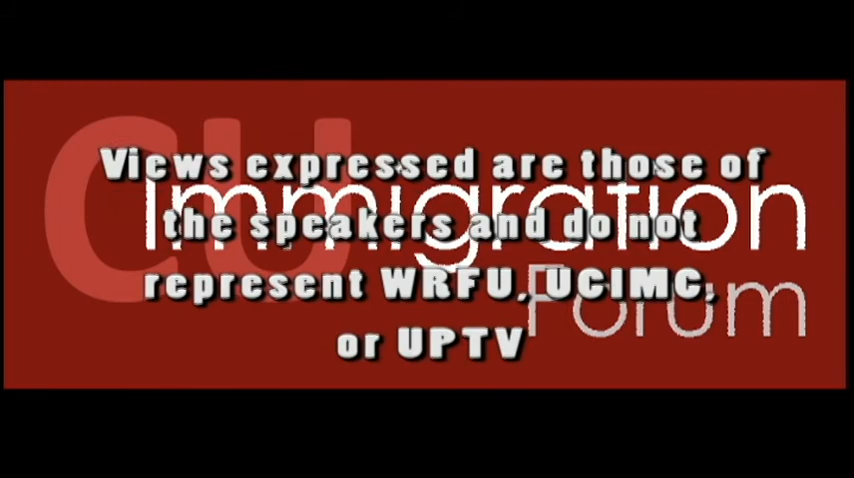 CU
Immigration
Forum
Views expressed are those of
the speakers and do not
represent WRFU, UCIMC,
or UPTV